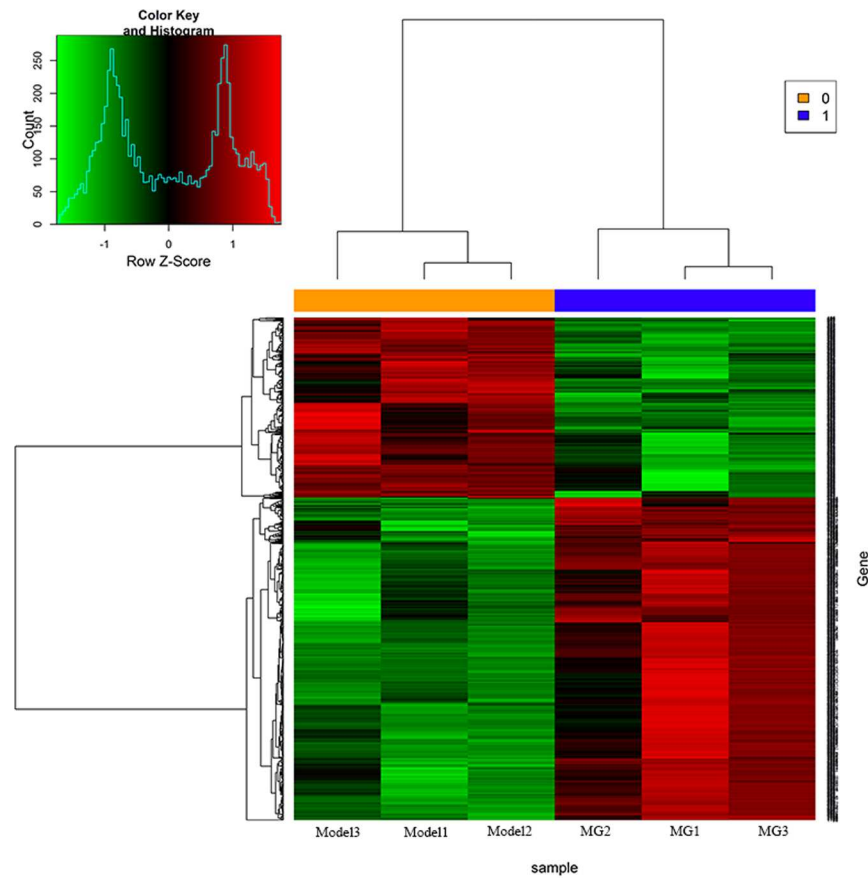 Color Key
and Histogram
Count
0
50
100
150
200
250
-1 0 1
Row Z-Score
0
1
Gene
Model3 Model1 Model2 MG2 MG1 MG3
sample